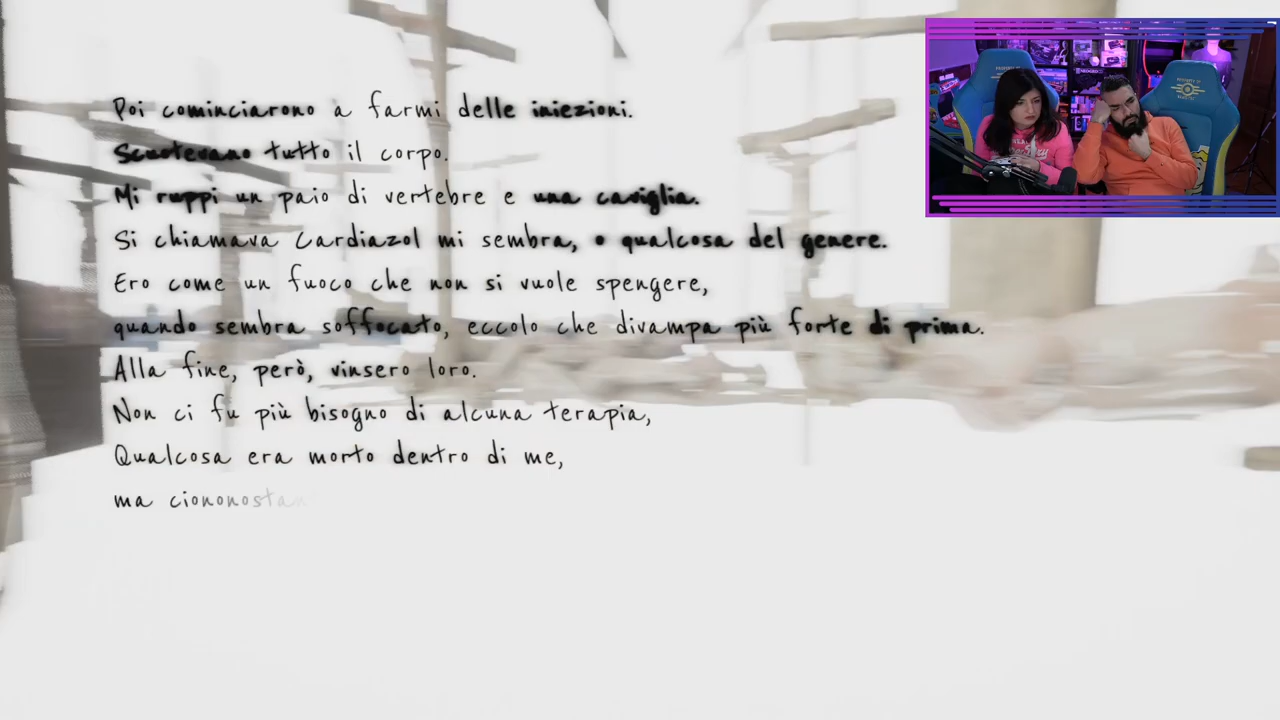 Poi cominciarono a farmi delle iniezioni.
Scuotevano tutto il corpo.
Mi ruppi un paio di vertebre e una caviglia.
Si chiamava Cardiazol mi sembra, o qualcosa del genere.
Ero come un fuoco che non si vuole spengere,
quando sembra soffocato, eccolo che divampa più forte di prima.
Alla fine, però, vinsero loro.
Non ci fu più bisogno di alcuna terapia,
Qualcosa era morto dentro di me,
ma ciononostan